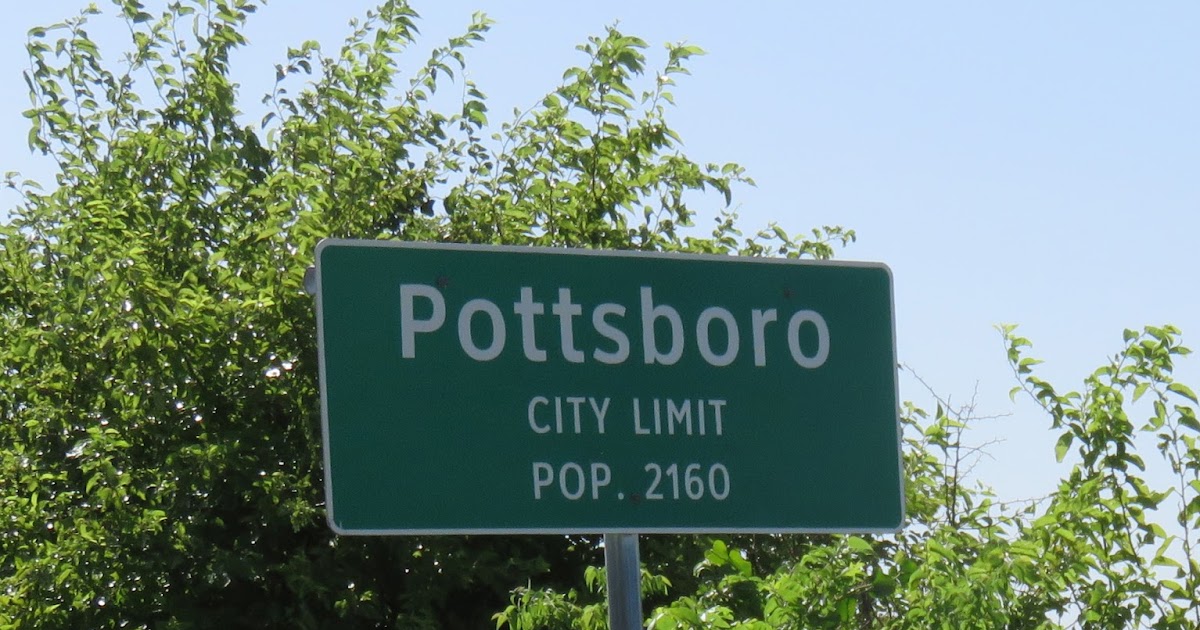 Pottsboro
CITY LIMIT
POP. 2160